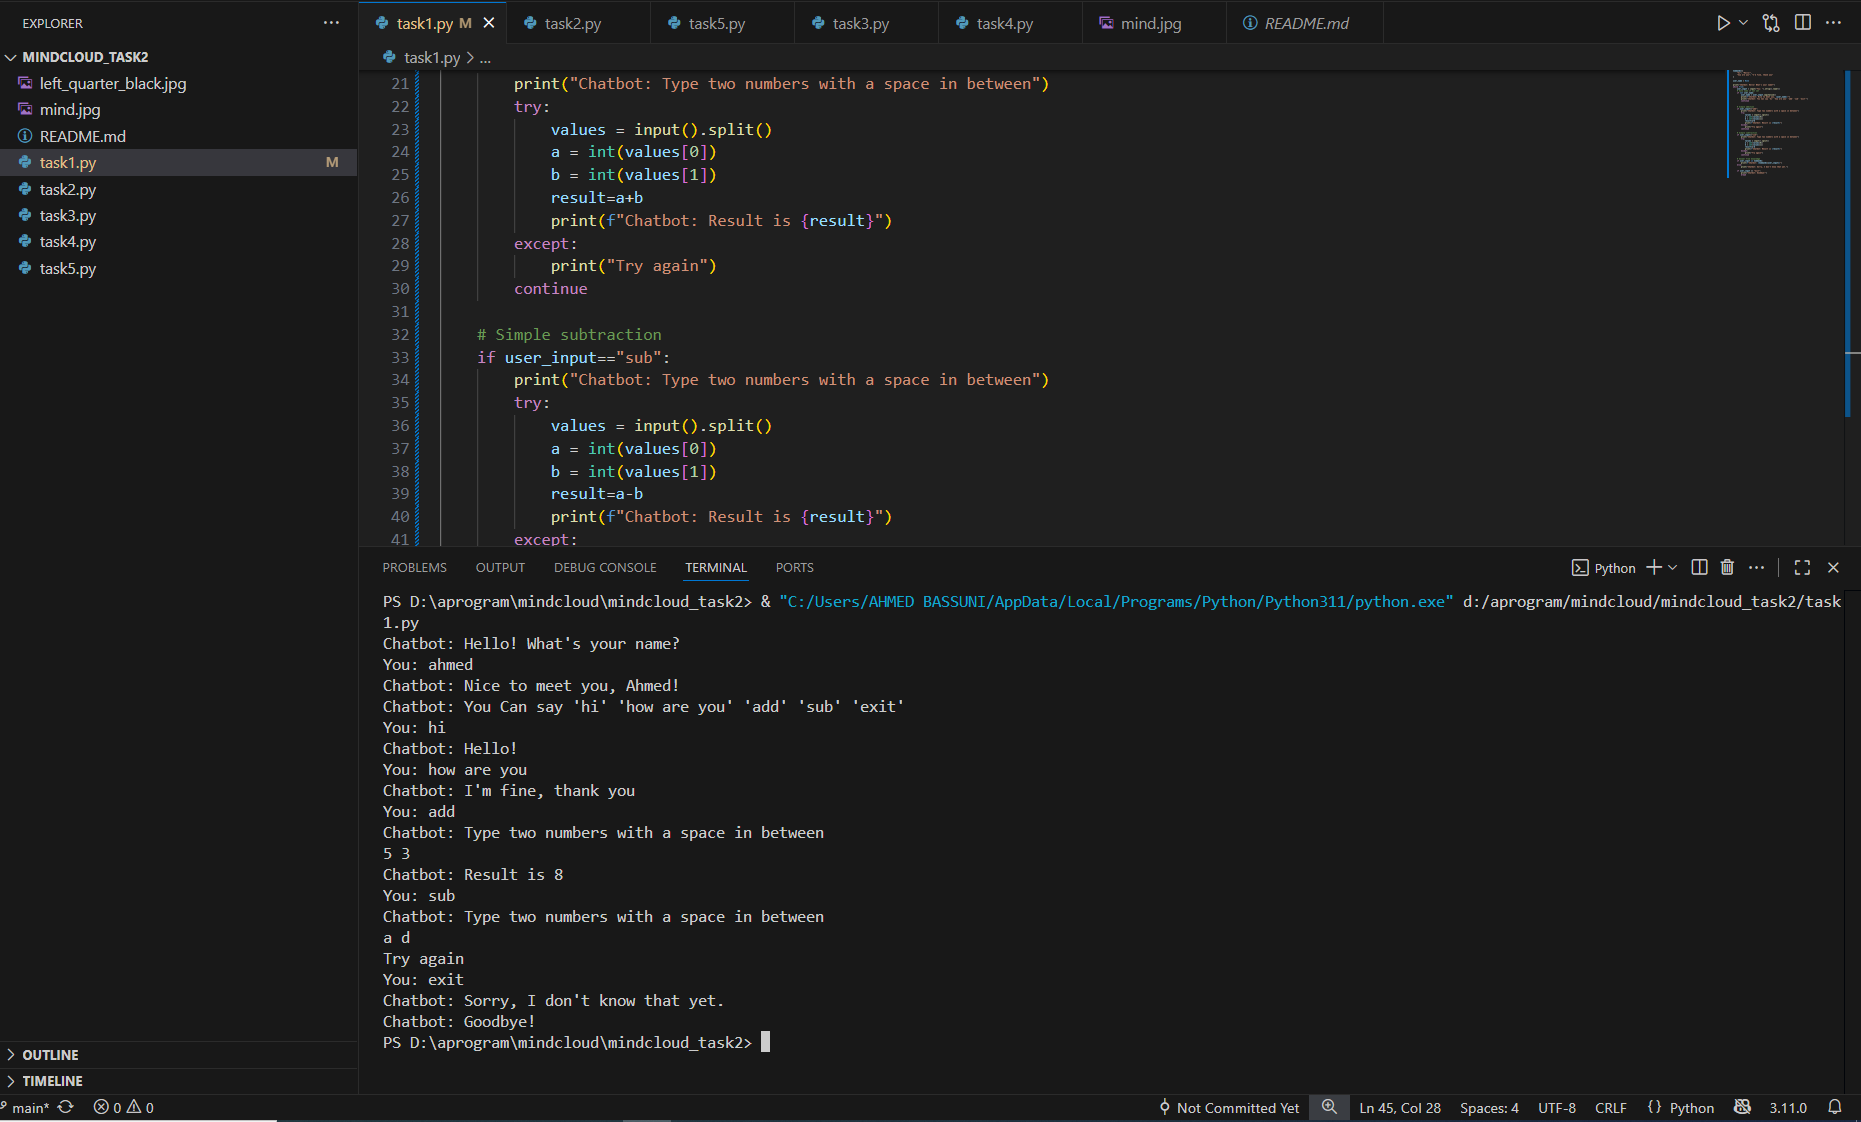 EXPLORER
MINDCLOUD_TASK2
left_quarter_black.jpg
mind.jpg
README.md
task1.py M
task2.py
task3.py
task4.py
task5.py
OUTLINE
TIMELINE
task1.py M
task2.py
task5.py
task3.py
task4.py
mind.jpg
README.md
task1.py > ...
21 print("Chatbot: Type two numbers with a space in between")
22 try:
23 values = input().split()
24 a = int(values[0])
25 b = int(values[1])
26 result=a+b
27 print(f"Chatbot: Result is {result}")
28 except:
29 print("Try again")
30 continue
31
32 # Simple subtraction
33 if user_input=="sub":
34 print("Chatbot: Type two numbers with a space in between")
35 try:
36 values = input().split()
37 a = int(values[0])
38 b = int(values[1])
39 result=a-b
40 print(f"Chatbot: Result is {result}")
41 except:
PROBLEMS OUTPUT DEBUG CONSOLE TERMINAL PORTS
Python
PS D:\aprogram\mindcloud\mindcloud_task2> & "C:/Users/AHMED BASSUNI/AppData/Local/Programs/Python/Python311/python.exe" d:/aprogram/mindcloud/mindcloud_task2/task
1.py
Chatbot: Hello! What's your name?
You: ahmed
Chatbot: Nice to meet you, Ahmed!
Chatbot: You Can say 'hi' 'how are you' 'add' 'sub' 'exit'
You: hi
Chatbot: Hello!
You: how are you
Chatbot: I'm fine, thank you
You: add
Chatbot: Type two numbers with a space in between
5 3
Chatbot: Result is 8
You: sub
Chatbot: Type two numbers with a space in between
a d
Try again
You: exit
Chatbot: Sorry, I don't know that yet.
Chatbot: Goodbye!
PS D:\aprogram\mindcloud\mindcloud_task2>
main* 0 0
Not Committed Yet Ln 45, Col 28 Spaces: 4 UTF-8 CRLF {} Python 3.11.0